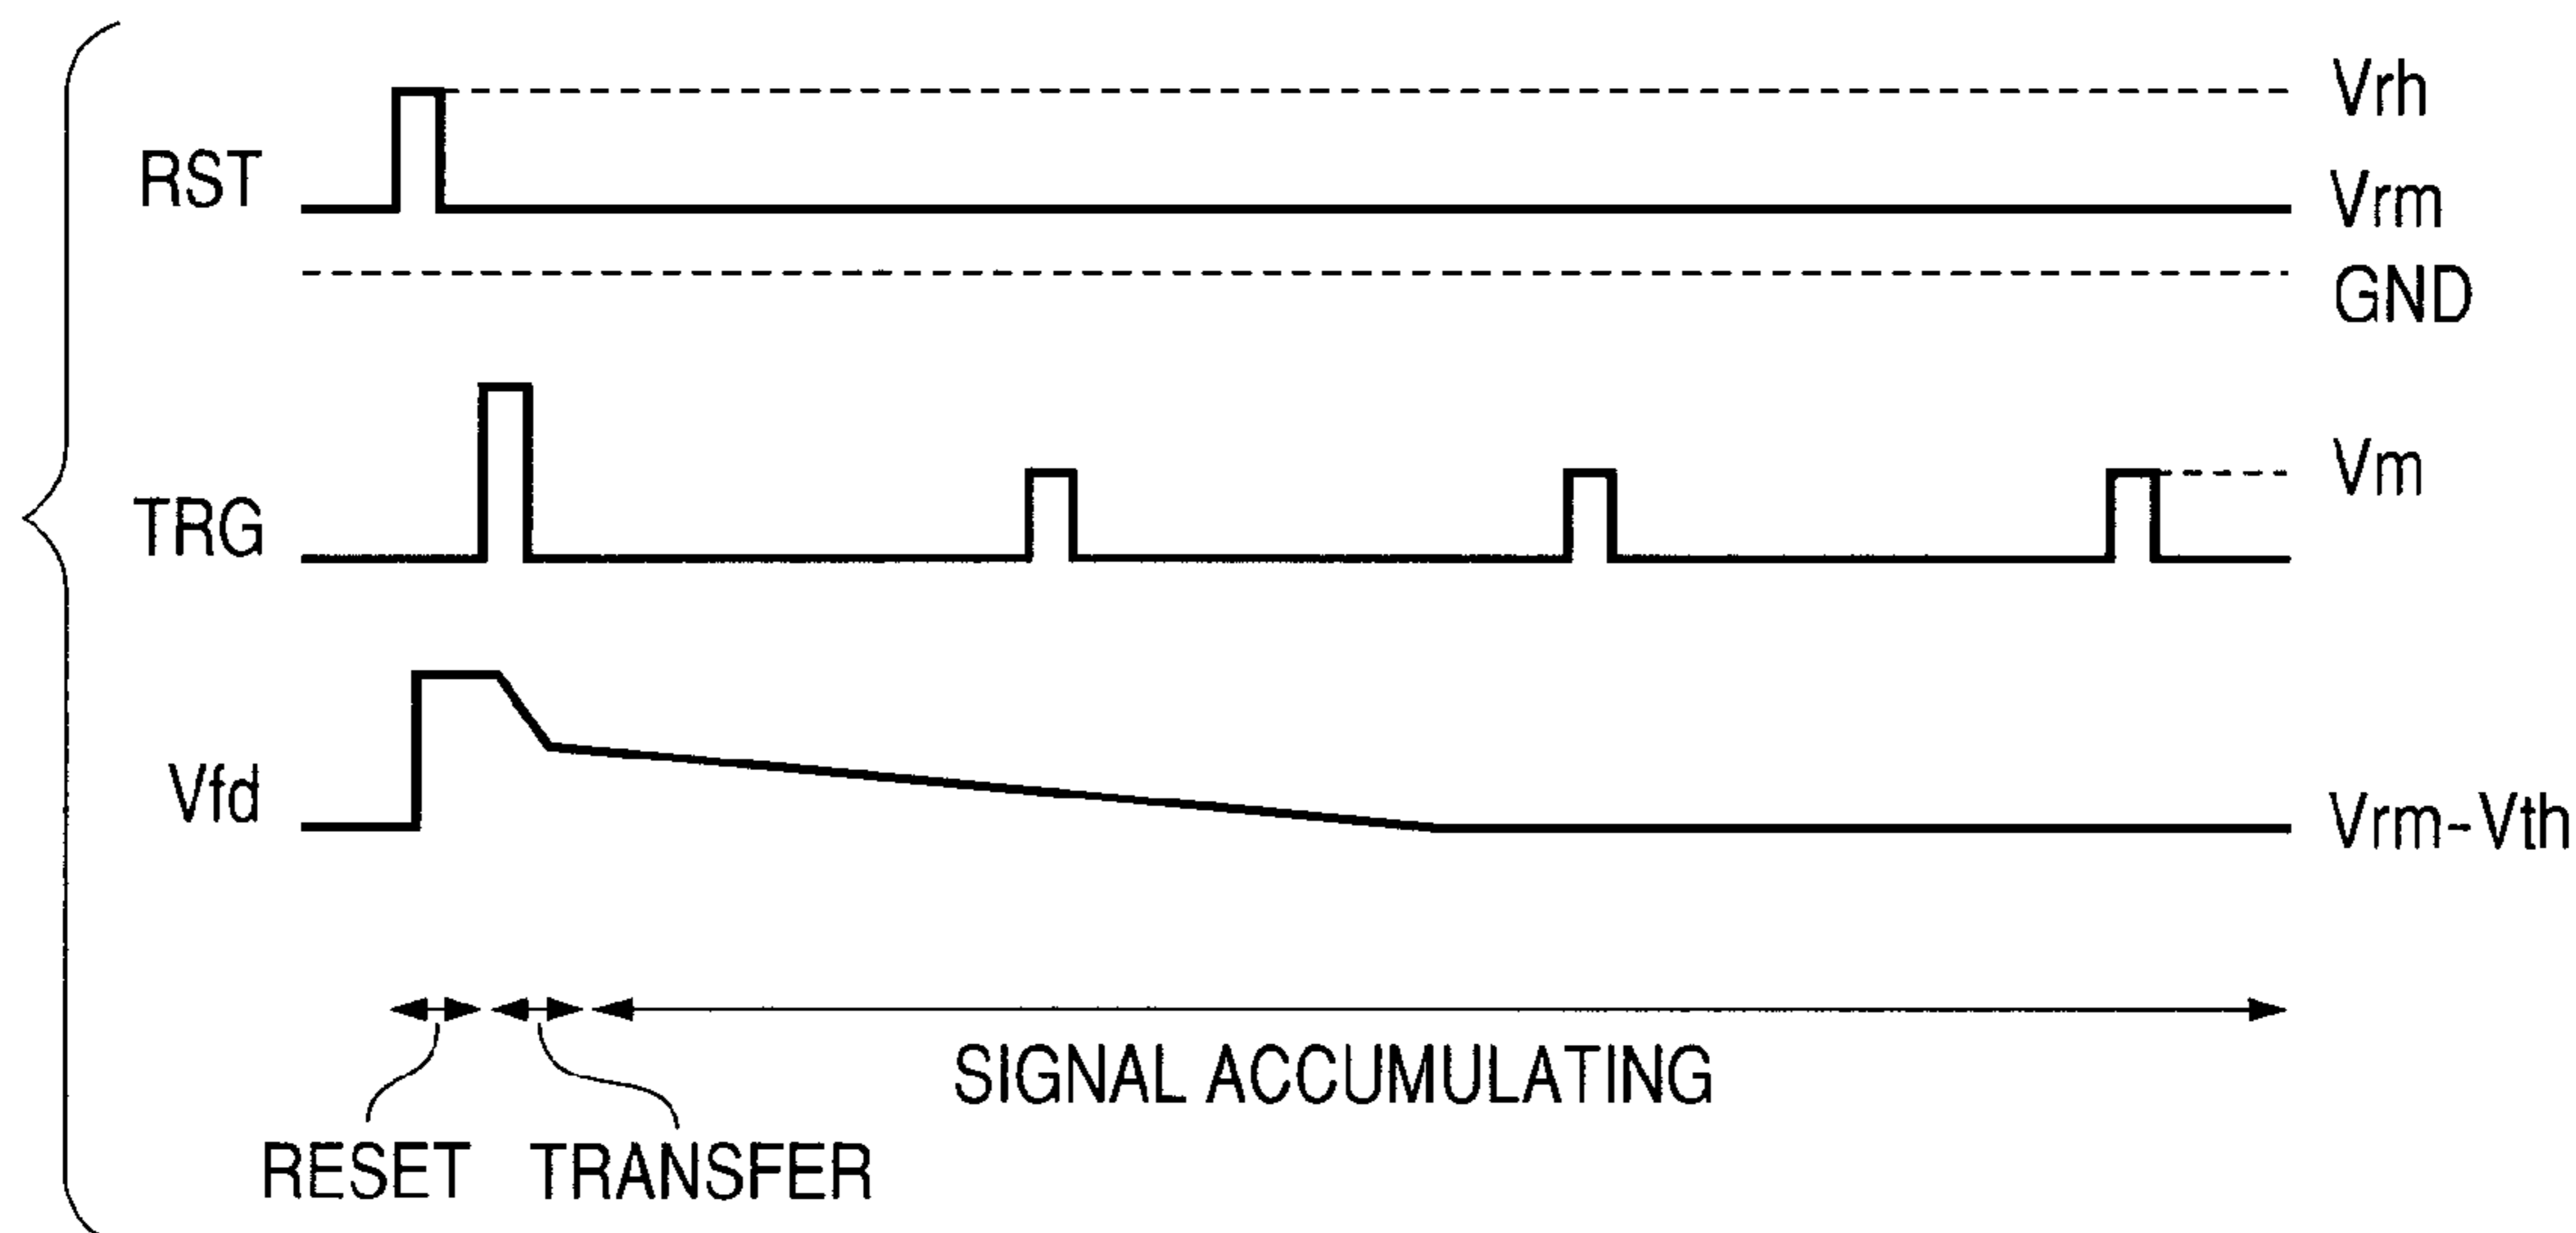 Vrh
RST
Vrm
GND
Vm
TRG
Vfd
Vrm-Vth
SIGNAL ACCUMULATING
RESET
TRANSFER